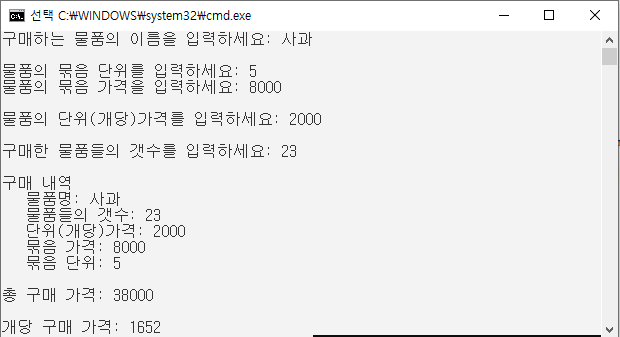 선택 C:₩WINDOWS₩system32₩cmd.exe
구매하는 물품의 이름을 입력하세요: 사과
물품의 묶음 단위를 입력하세요: 5
물품의 묶음 가격을 입력하세요: 8000
물품의 단위(개당)가격를 입력하세요: 2000
구매한 물품들의 갯수를 입력하세요: 23
구매 내역
물품명: 사과
물품들의 갯수: 23
단위(개당)가격: 2000
묶음 가격: 8000
묶음 단위: 5
총 구매 가격: 38000
개당 구매 가격: 1652